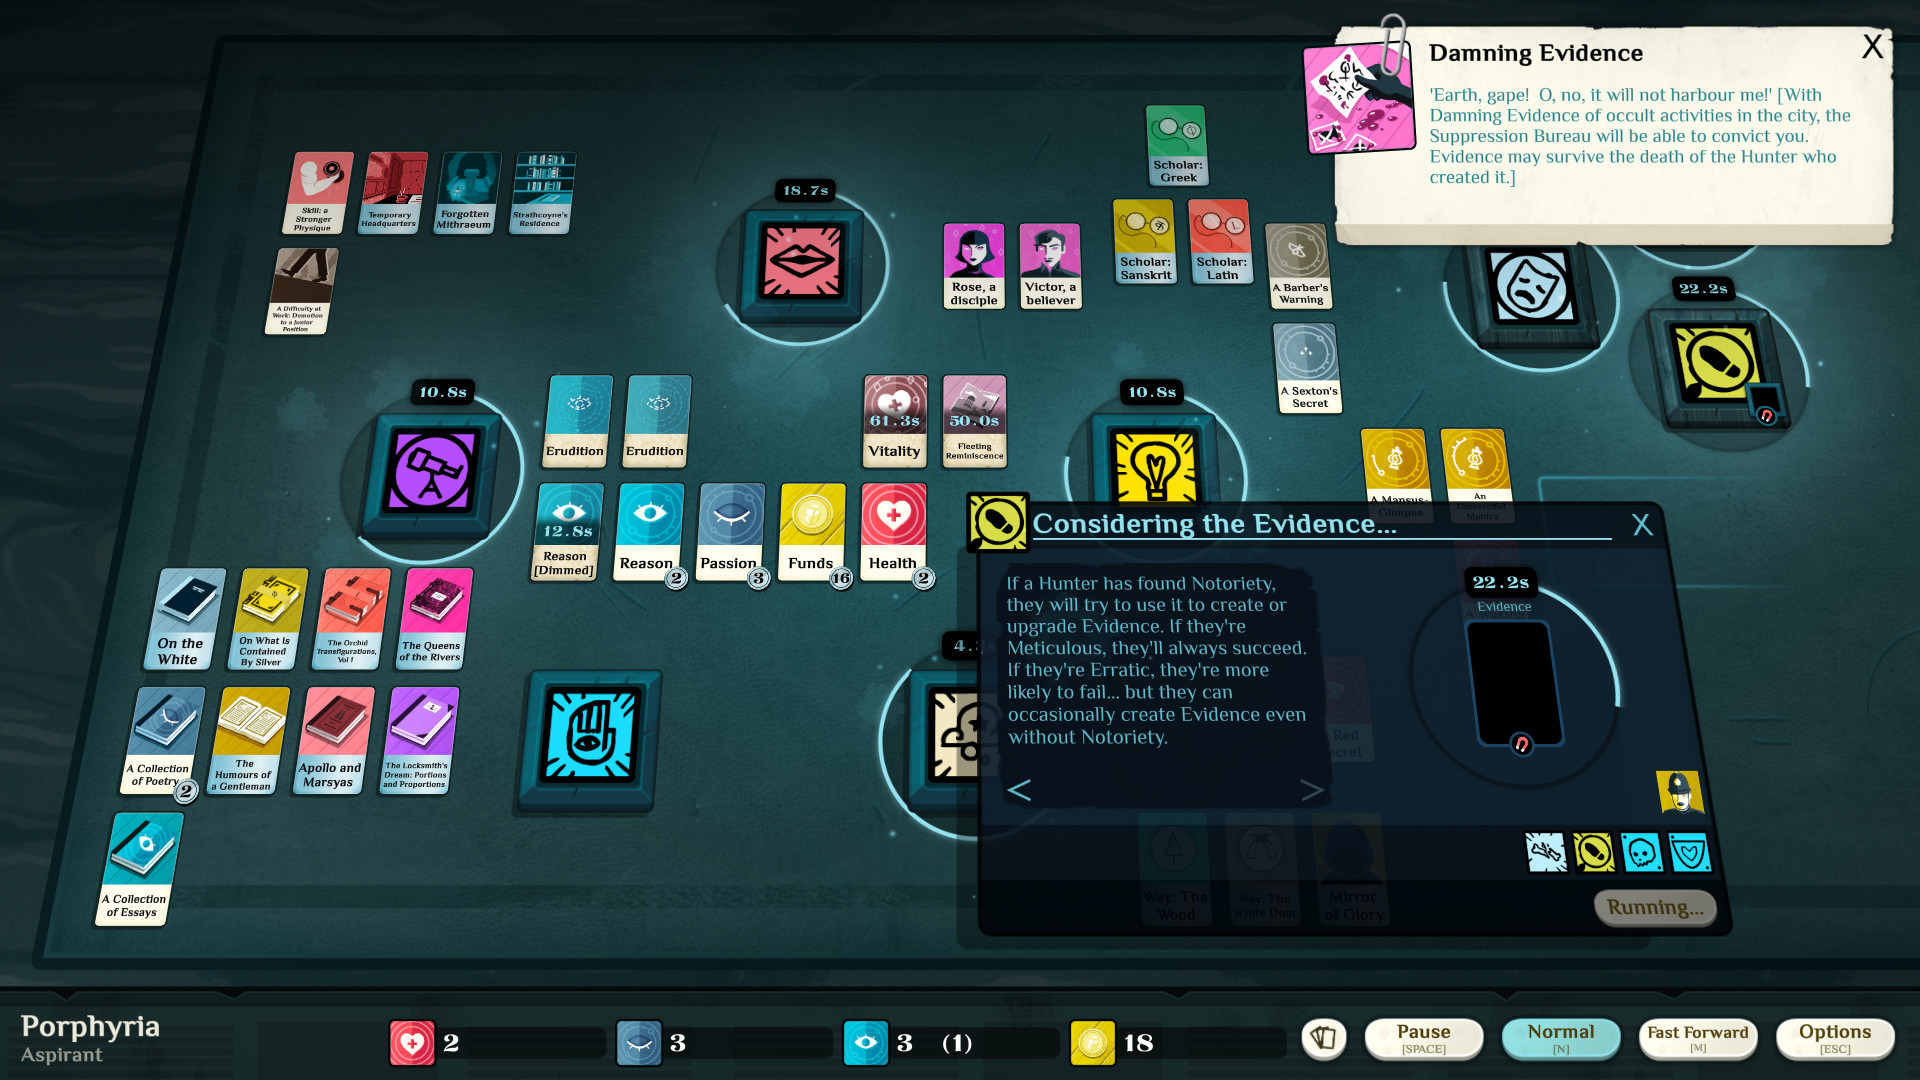 Damning Evidence
X
'Earth, gape!  O, no, it will not harbour me!' [With
Damning Evidence of occult activities in the city, the
Suppression Bureau will be able to convict you.
Evidence may survive the death of the Hunter who
created it.]
Skill: a
Stronger
Physique
Temporary
Headquarters
Forgotten
Mithraeum
Strathcoyne's
Residence
A Difficulty at
Work: Demotion
to a Junior
Position
18.7s
Scholar:
Greek
Rose, a
disciple
Victor, a
believer
Scholar:
Sanskrit
Scholar:
Latin
A Barber's
Warning
A Sexton's
Secret
22.2s
10.8s
Erudition
Erudition
61.3s
Vitality
50.0s
Fleeting
Reminiscence
10.8s
12.8s
Reason
[Dimmed]
Reason
2
Passion
3
Funds
16
Health
2
A Mansus-
Glimpse
An
Unmerciful
Mantra
On the
White
On What Is
Contained
By Silver
The Orchid
Transfigurations,
Vol 1
The Queens
of the Rivers
A Collection
of Poetry
2
The
Humours of
a Gentleman
Apollo and
Marsyas
The Locksmith's
Dream: Portions
and Proportions
A Collection
of Essays
Considering the Evidence...
X
If a Hunter has found Notoriety,
they will try to use it to create or
upgrade Evidence. If they're
Meticulous, they'll always succeed.
If they're Erratic, they're more
likely to fail... but they can
occasionally create Evidence even
without Notoriety.
<
>
22.2s
Evidence
Red
Way: The
Wood
Way: The
White Door
Mirror
of Glory
Running...
Porphyria
Aspirant
2
3
3 (1)
18
Pause
[SPACE]
Normal
[N]
Fast Forward
[M]
Options
[ESC]